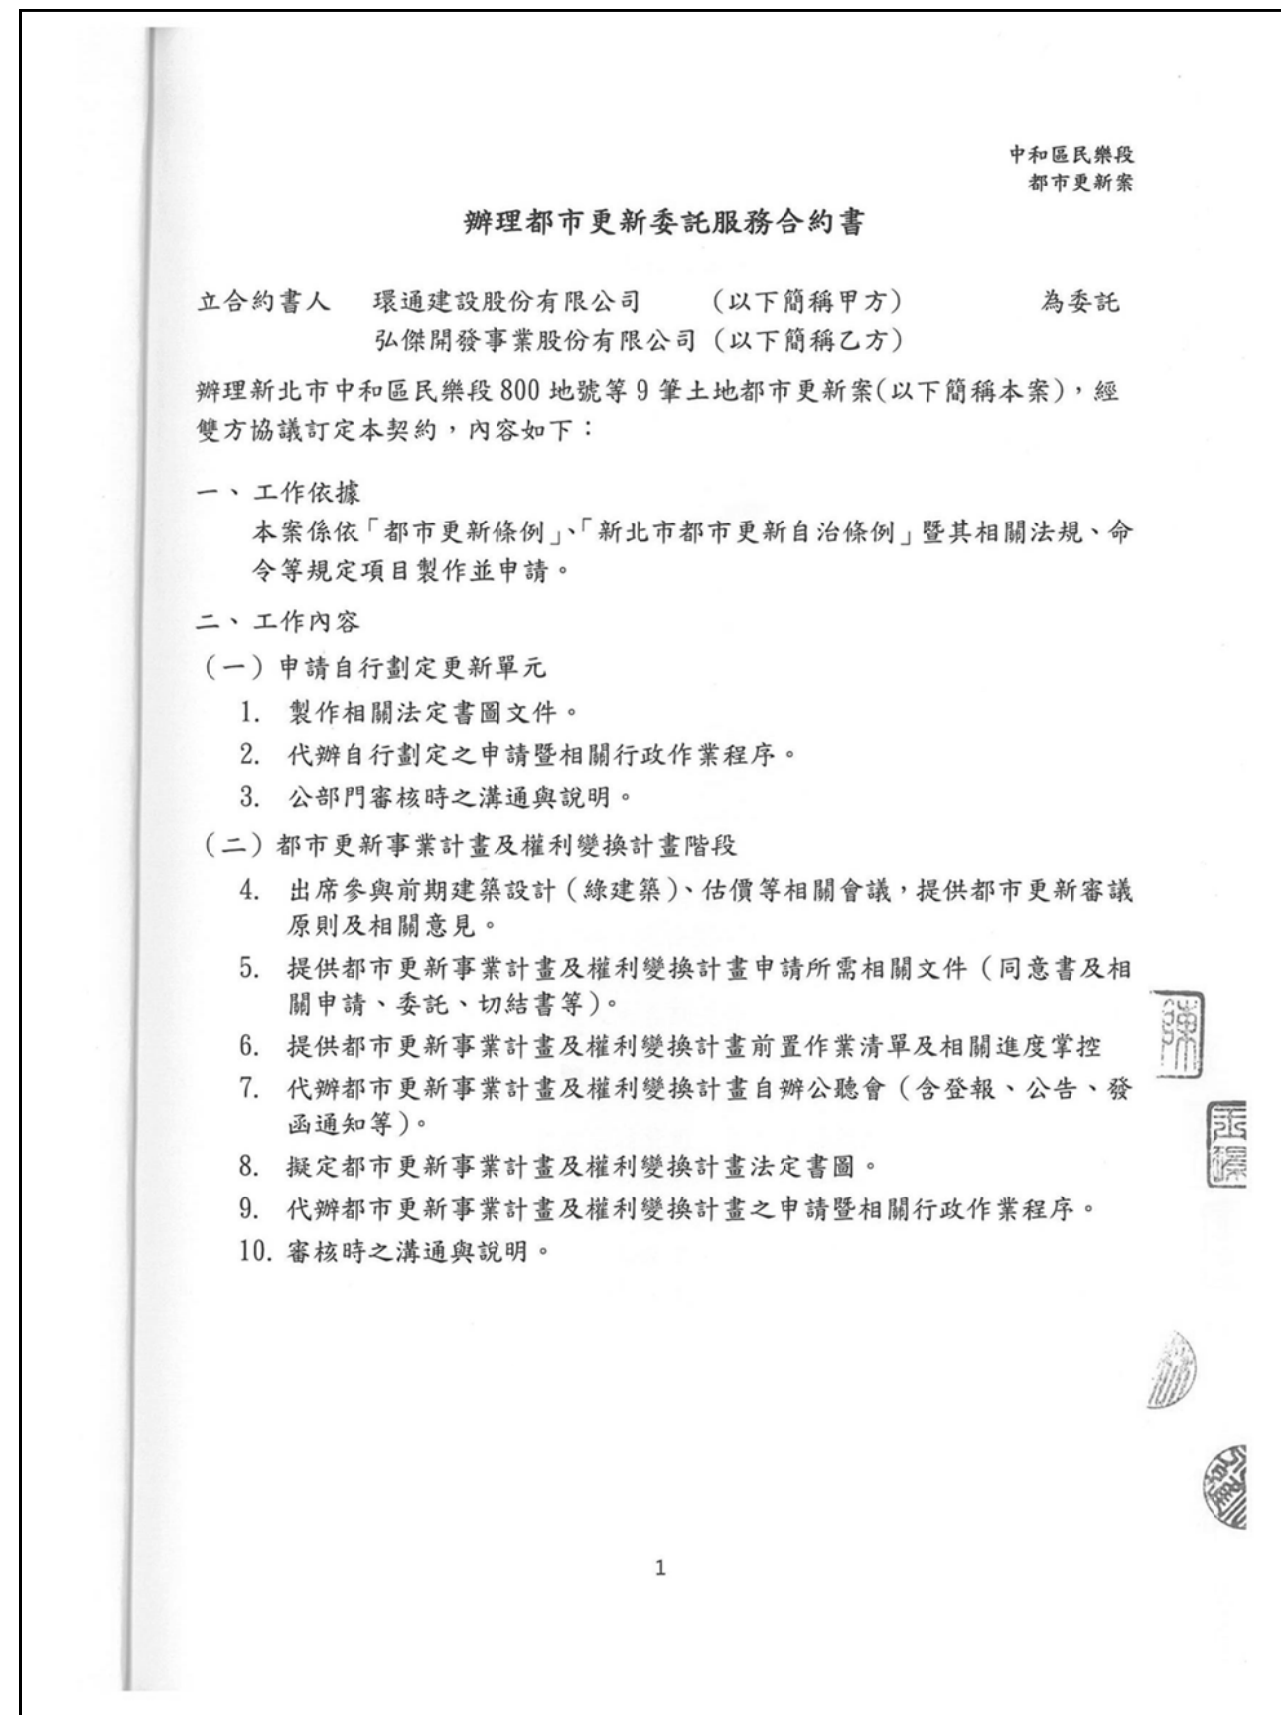 中和區民樂段
都市更新案
辦理都市更新委託服務合約書
立合約書人 環通建設股份有限公司 (以下簡稱甲方) 為委託
弘傑開發事業股份有限公司(以下簡稱乙方)
辦理新北市中和區民樂段800地號等9筆土地都市更新案(以下簡稱本案),經
雙方協議訂定本契約,內容如下:
一、工作依據
本案係依「都市更新條例」、「新北市都市更新自治條例」暨其相關法規、命
令等規定項目製作並申請。
二、工作內容
(一)申請自行劃定更新單元
1. 製作相關法定書圖文件。
2. 代辦自行劃定之申請暨相關行政作業程序。
3. 公部門審核時之溝通與說明。
(二)都市更新事業計畫及權利變換計畫階段
4. 出席參與前期建築設計(綠建築)、估價等相關會議,提供都市更新審議
原則及相關意見。
5. 提供都市更新事業計畫及權利變換計畫申請所需相關文件(同意書及相
關申請、委託、切結書等)。
6. 提供都市更新事業計畫及權利變換計畫前置作業清單及相關進度掌控
7. 代辦都市更新事業計畫及權利變換計畫自辦公聽會(含登報、公告、發
函通知等)。
8. 擬定都市更新事業計畫及權利變換計畫法定書圖。
9. 代辦都市更新事業計畫及權利變換計畫之申請暨相關行政作業程序。
10. 審核時之溝通與說明。
1